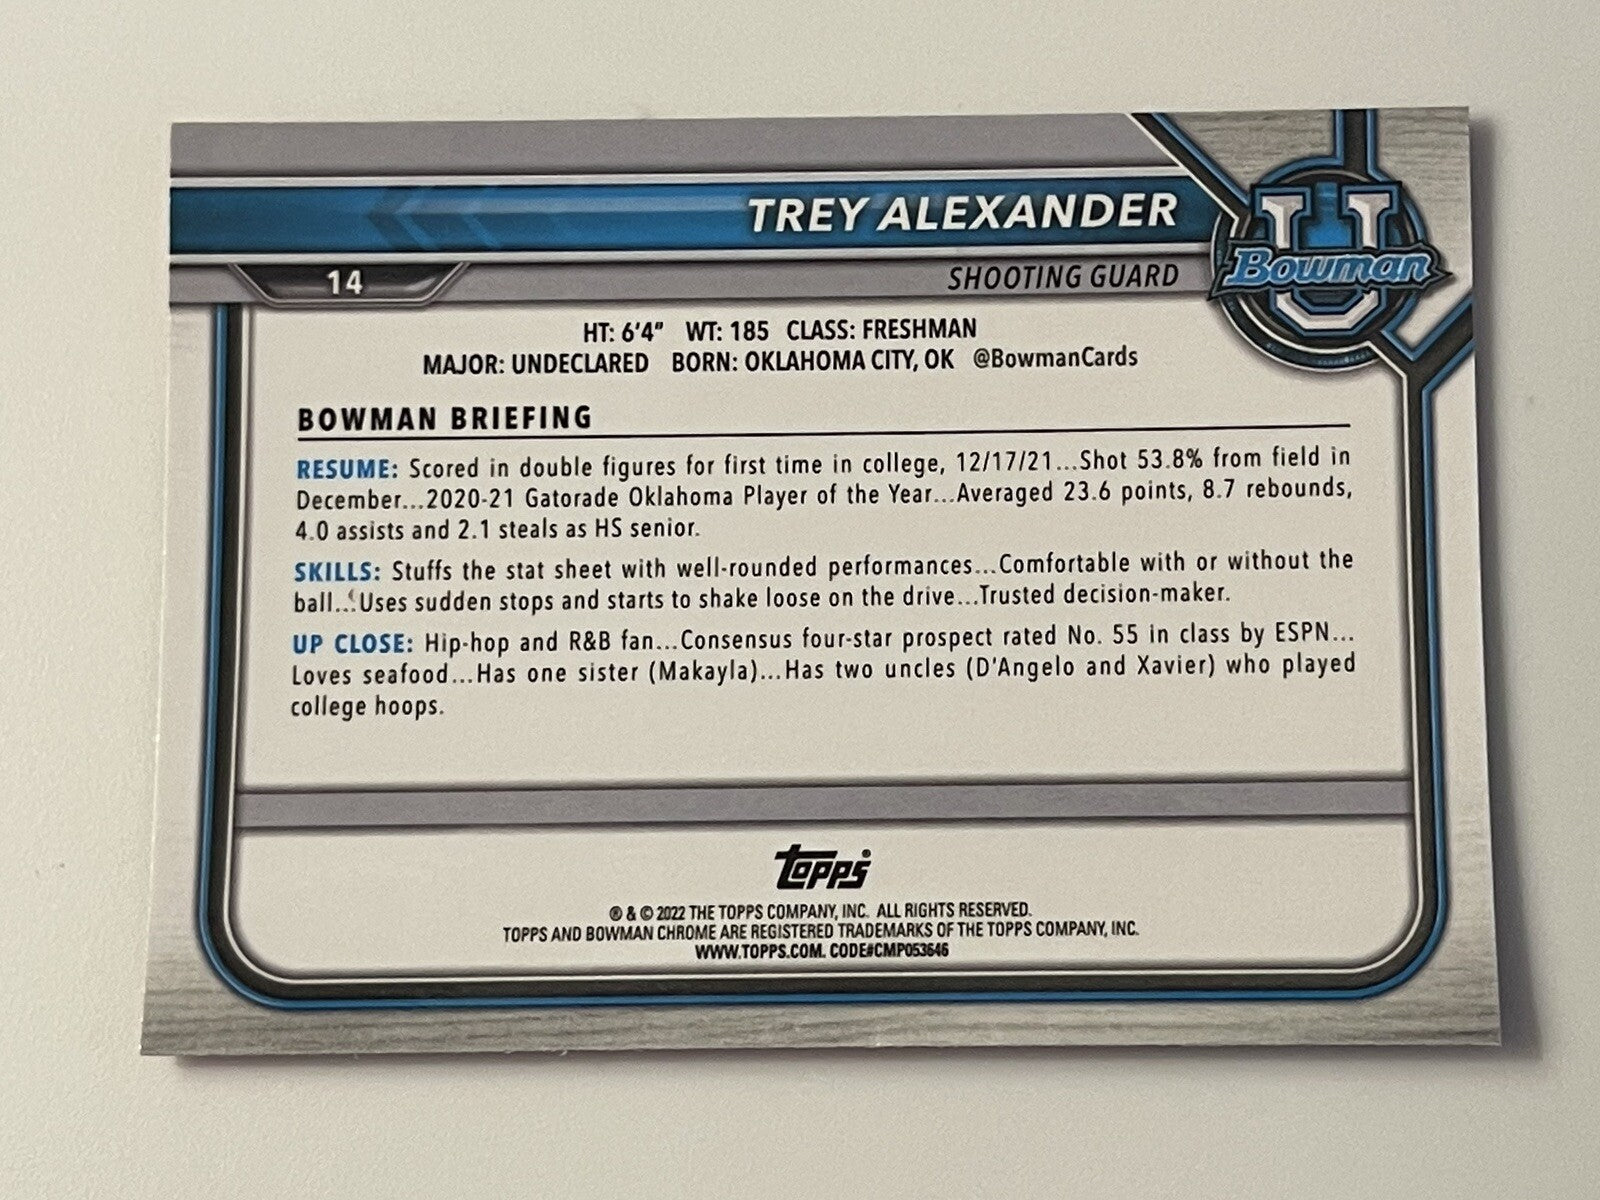 TREY ALEXANDER
U
Bowman
14
SHOOTING GUARD
HT: 6'4" WT: 185 CLASS: FRESHMAN
MAJOR: UNDECLARED BORN: OKLAHOMA CITY, OK @BowmanCards
BOWMAN BRIEFING
RESUME: Scored in double figures for first time in college, 12/17/21...Shot 53.8% from field in
December...2020-21 Gatorade Oklahoma Player of the Year...Averaged 23.6 points, 8.7 rebounds,
4.0 assists and 2.1 steals as HS senior.
SKILLS: Stuffs the stat sheet with well-rounded performances...Comfortable with or without the
ball...Uses sudden stops and starts to shake loose on the drive...Trusted decision-maker.
UP CLOSE: Hip-hop and R&B fan...Consensus four-star prospect rated No. 55 in class by ESPN...
Loves seafood...Has one sister (Makayla)...Has two uncles (D'Angelo and Xavier) who played
college hoops.
topps®
® & © 2022 THE TOPPS COMPANY, INC. ALL RIGHTS RESERVED.
TOPPS AND BOWMAN CHROME ARE REGISTERED TRADEMARKS OF THE TOPPS COMPANY, INC.
WWW.TOPPS.COM. CODE#CMP053646